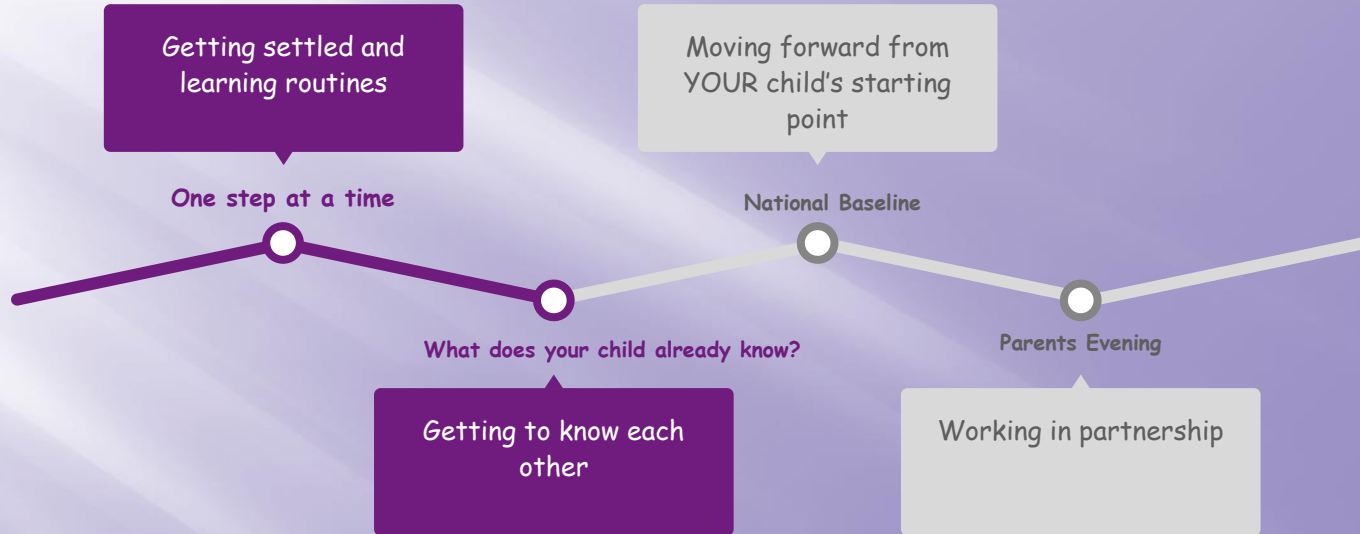 Getting settled and
learning routines
One step at a time
What does your child already know?
Getting to know each
other
Moving forward from
YOUR child's starting
point
National Baseline
Parents Evening
Working in partnership